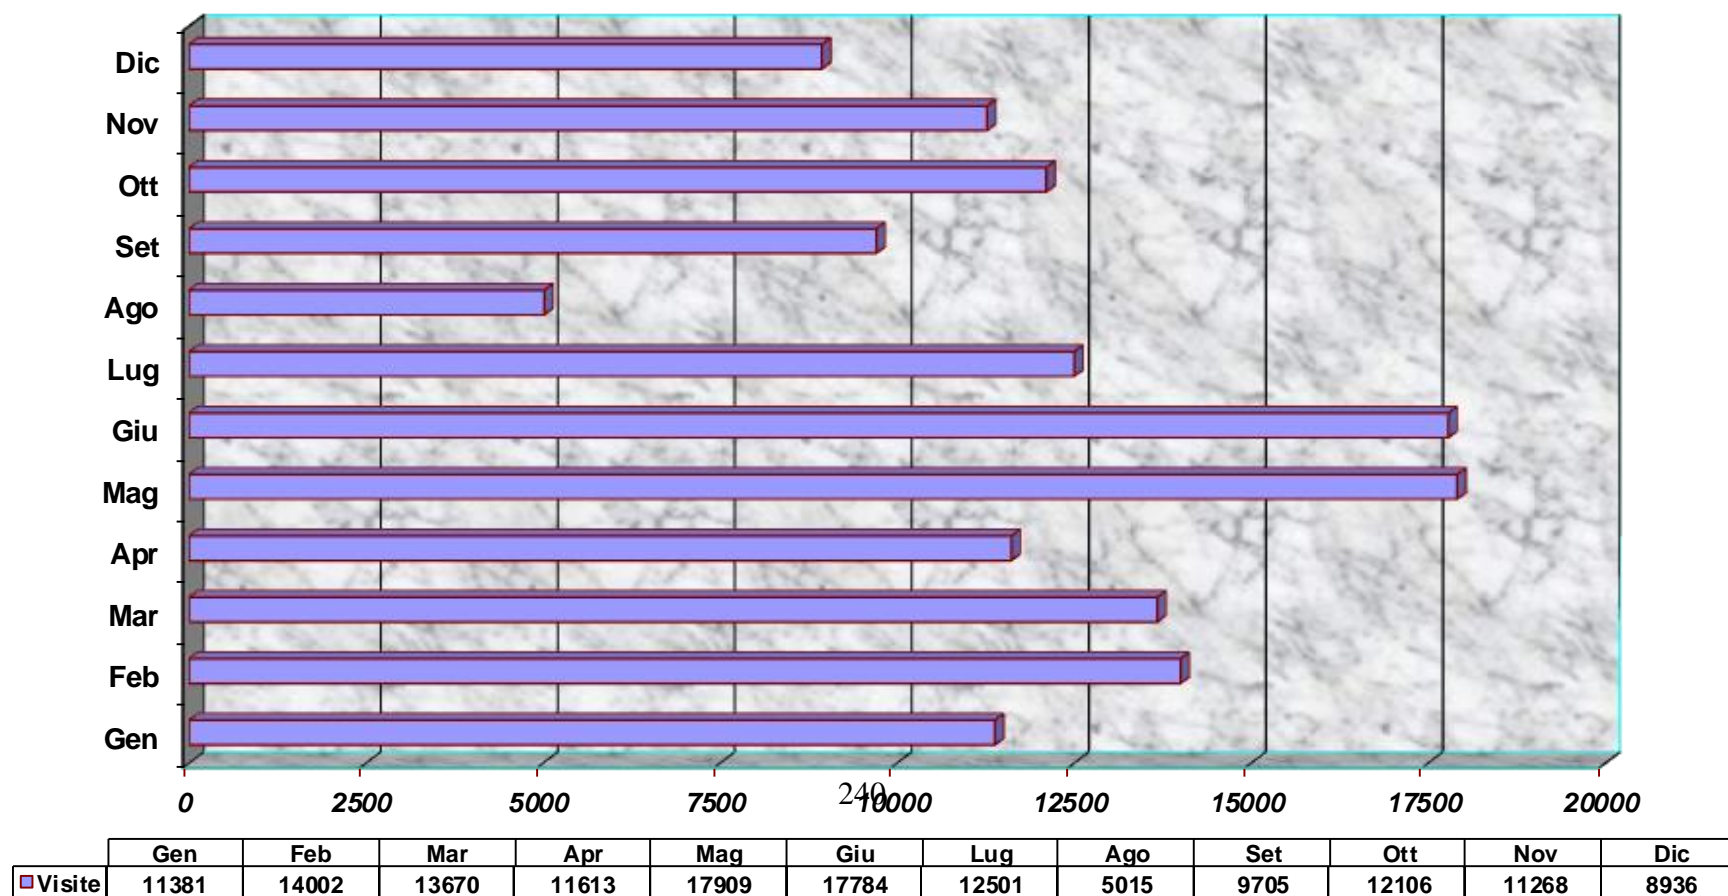 Dic
Nov
Ott
Set
Ago
Lug
Giu
Mag
Apr
Mar
Feb
Gen
0 2500 5000 7500 10000 12500 15000 17500 20000
240
Gen Feb Mar Apr Mag Giu Lug Ago Set Ott Nov Dic
Visite 11381 14002 13670 11613 17909 17784 12501 5015 9705 12106 11268 8936